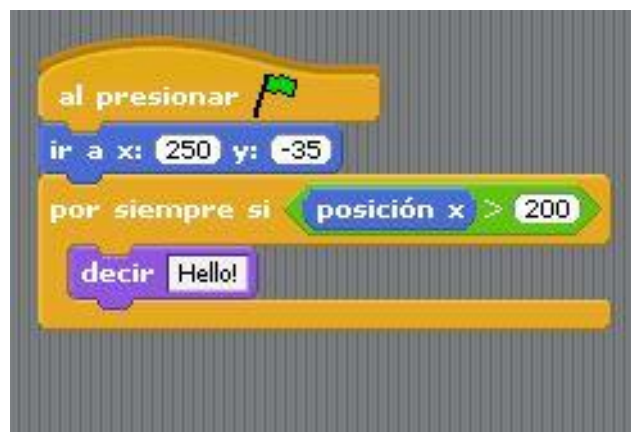 al presionar
ir a x: 250 y: -35
por siempre si posición x > 200
decir Hello!